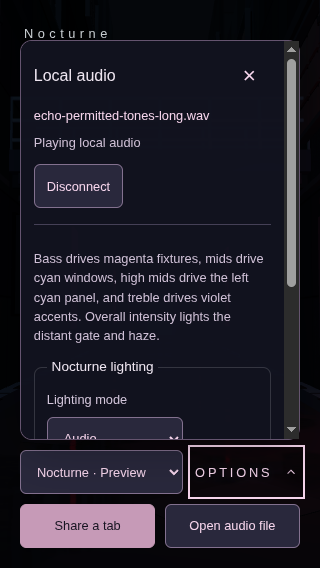 Nocturne
Local audio
echo-permitted-tones-long.wav
Playing local audio
Disconnect
Bass drives magenta fixtures, mids drive
cyan windows, high mids drive the left
cyan panel, and treble drives violet
accents. Overall intensity lights the
distant gate and haze.
Nocturne lighting
Lighting mode
Audio
Nocturne · Preview
OPTIONS
Share a tab
Open audio file